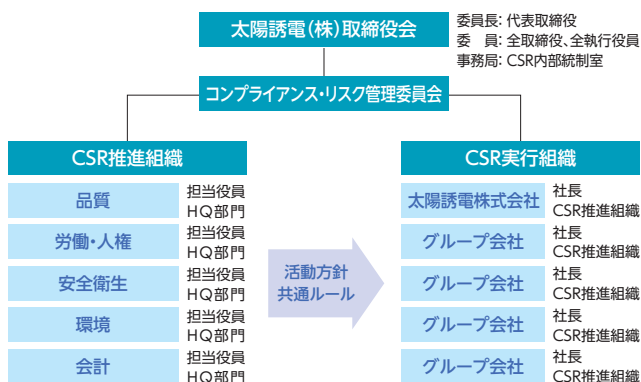 太陽誘電(株)取締役会
委員長: 代表取締役
委　員: 全取締役、全執行役員
事務局: CSR内部統制室
コンプライアンス・リスク管理委員会
CSR推進組織
品質
担当役員
HQ部門
労働・人権
担当役員
HQ部門
安全衛生
担当役員
HQ部門
環境
担当役員
HQ部門
会計
担当役員
HQ部門
活動方針
共通ルール
CSR実行組織
太陽誘電株式会社
社長
CSR推進組織
グループ会社
社長
CSR推進組織
グループ会社
社長
CSR推進組織
グループ会社
社長
CSR推進組織
グループ会社
社長
CSR推進組織